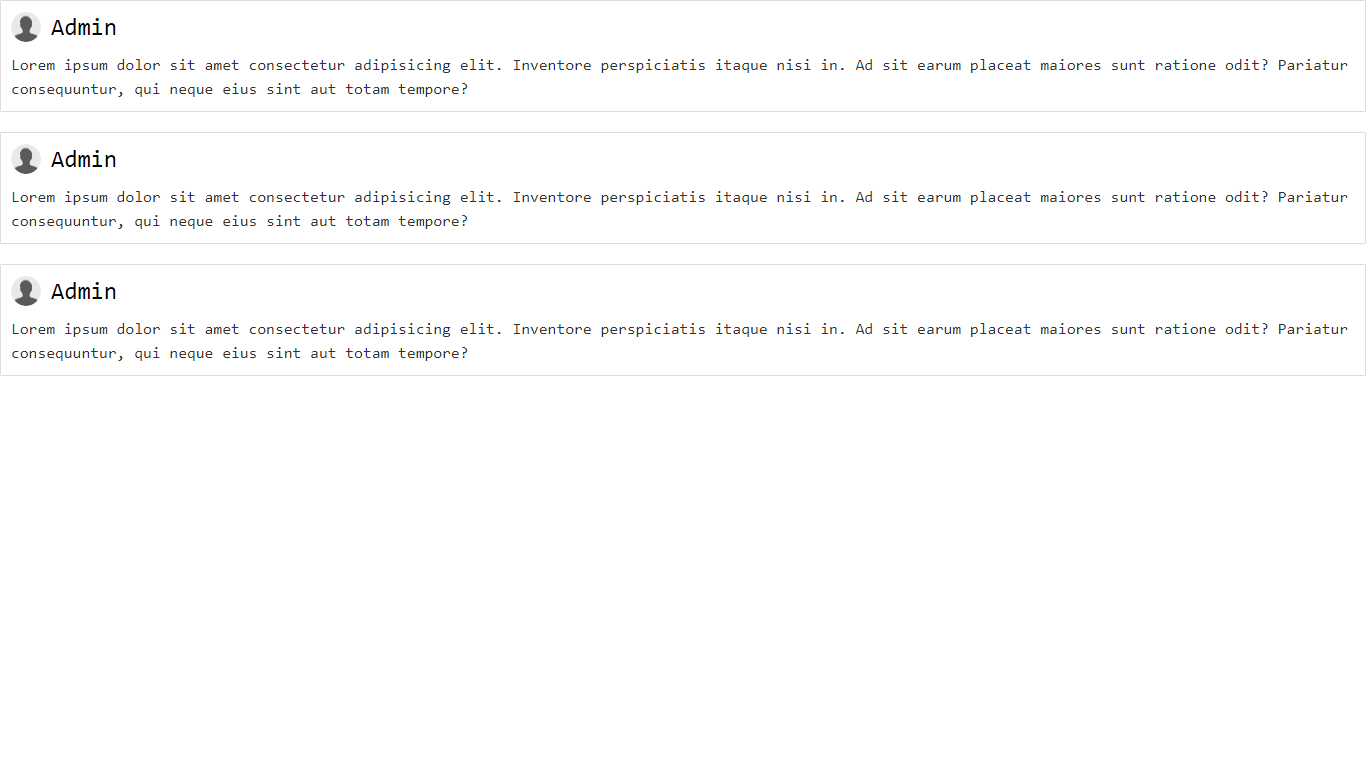 Admin
Lorem ipsum dolor sit amet consectetur adipisicing elit. Inventore perspiciatis itaque nisi in. Ad sit earum placeat maiores sunt ratione odit? Pariatur
consequuntur, qui neque eius sint aut totam tempore?
Admin
Lorem ipsum dolor sit amet consectetur adipisicing elit. Inventore perspiciatis itaque nisi in. Ad sit earum placeat maiores sunt ratione odit? Pariatur
consequuntur, qui neque eius sint aut totam tempore?
Admin
Lorem ipsum dolor sit amet consectetur adipisicing elit. Inventore perspiciatis itaque nisi in. Ad sit earum placeat maiores sunt ratione odit? Pariatur
consequuntur, qui neque eius sint aut totam tempore?